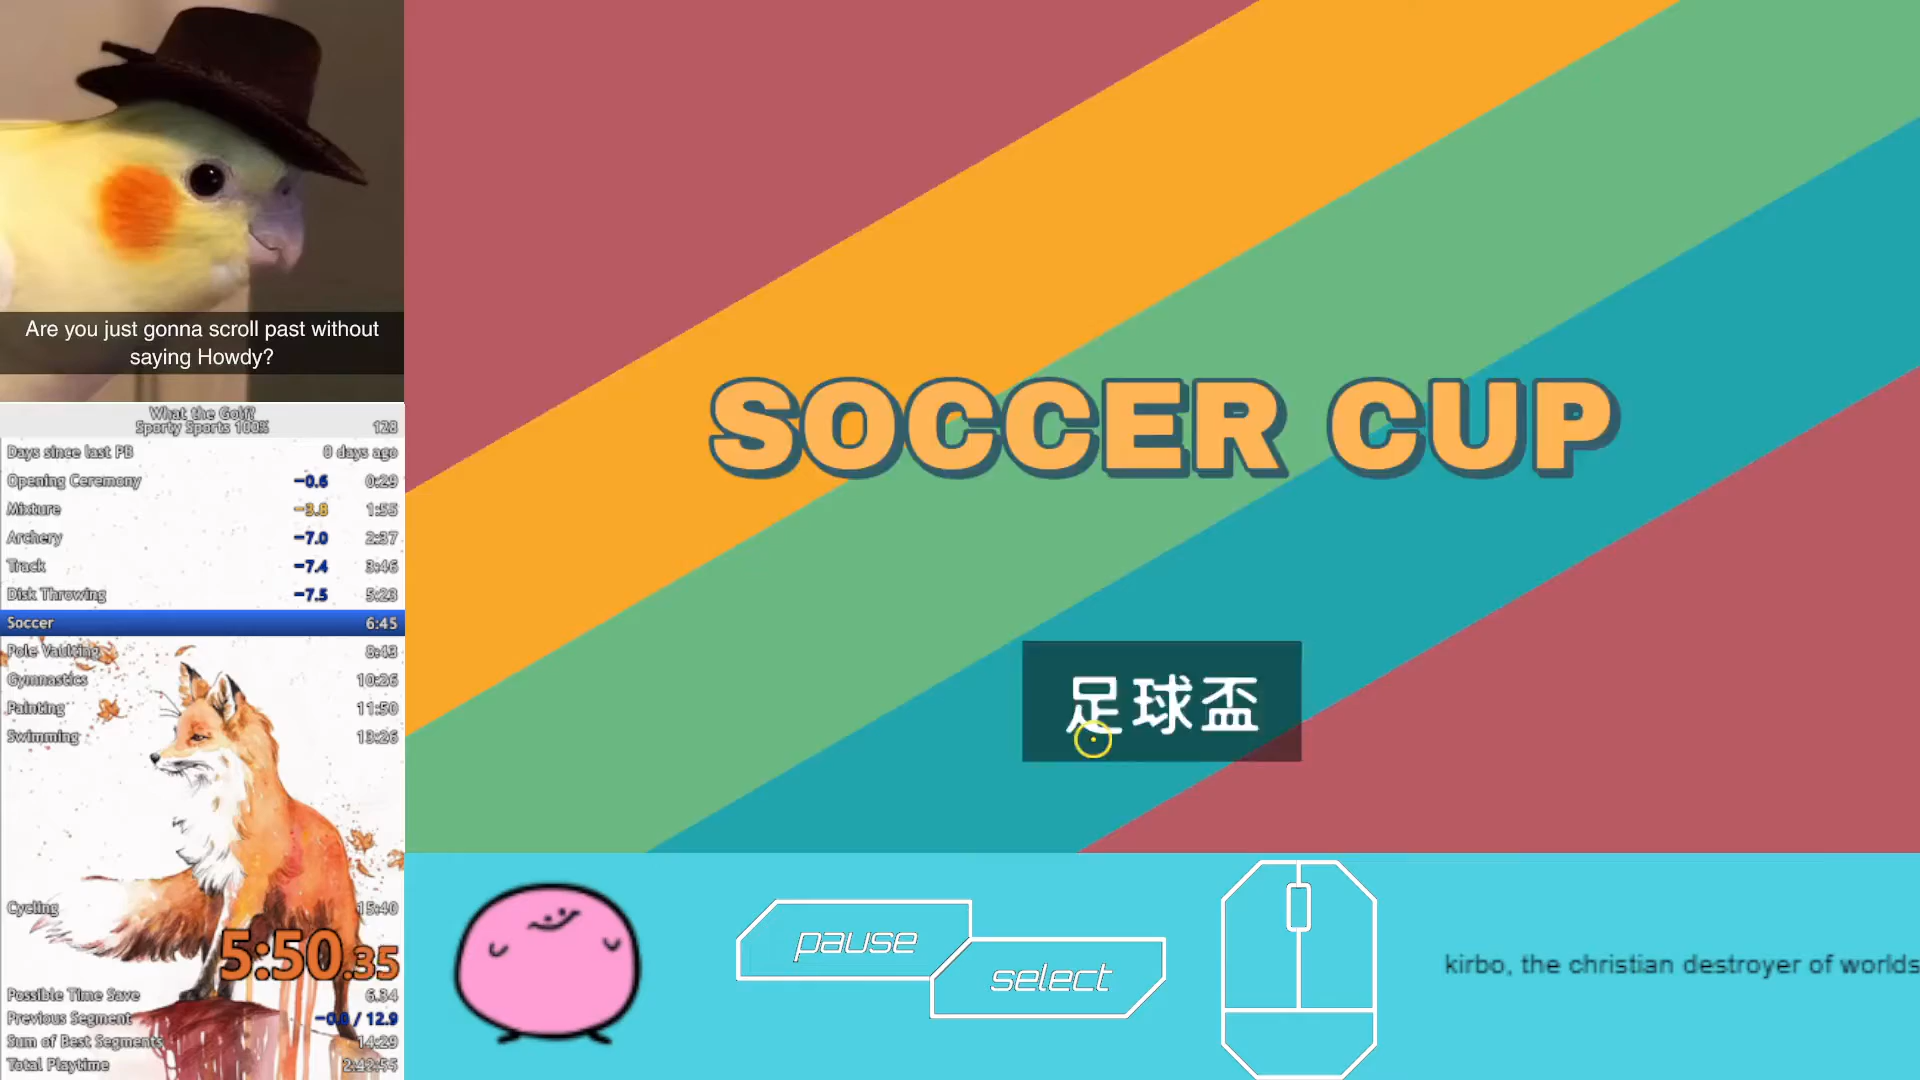 Are you just gonna scroll past without
saying Howdy?
What the Golf?
Sporty Sports 100%
128
Days since last PB 0 days ago
Opening Ceremony -0.6 0:29
Mixture -3.8 1:55
Archery -7.0 2:37
Track -7.4 3:46
Disk Throwing -7.5 5:23
Soccer 6:45
Pole Vaulting 8:43
Gymnastics 10:26
Painting 11:50
Swimming 13:26
Cycling 15:40
5:50.35
Possible Time Save 6.34
Previous Segment / 12.9
Sum of Best Segments 14:29
Total Playtime 2:42:55
SOCCER CUP
足球盃
pause
select
kirbo, the christian destroyer of worlds